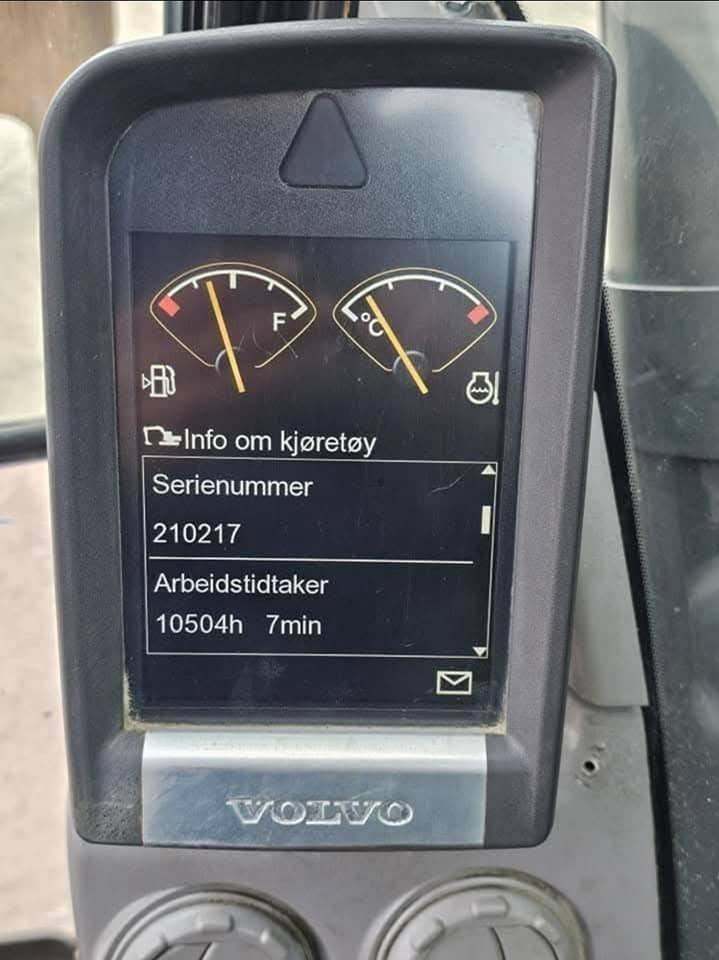 F
°C
Info om kjøretøy
Serienummer
210217
Arbeidstidtaker
10504h 7min
VOLVO